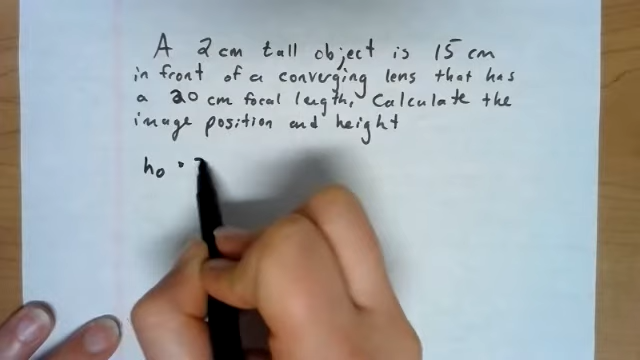 A 2 cm tall object is 15 cm
in front of a converging lens that has
a 20 cm focal length. Calculate the
image position and height
ho =